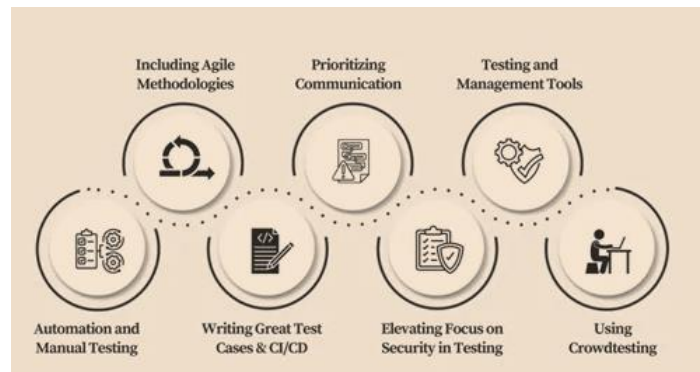 Including Agile
Methodologies
Prioritizing
Communication
Testing and
Management Tools
Automation and
Manual Testing
Writing Great Test
Cases & CI/CD
Elevating Focus on
Security in Testing
Using
Crowdtesting